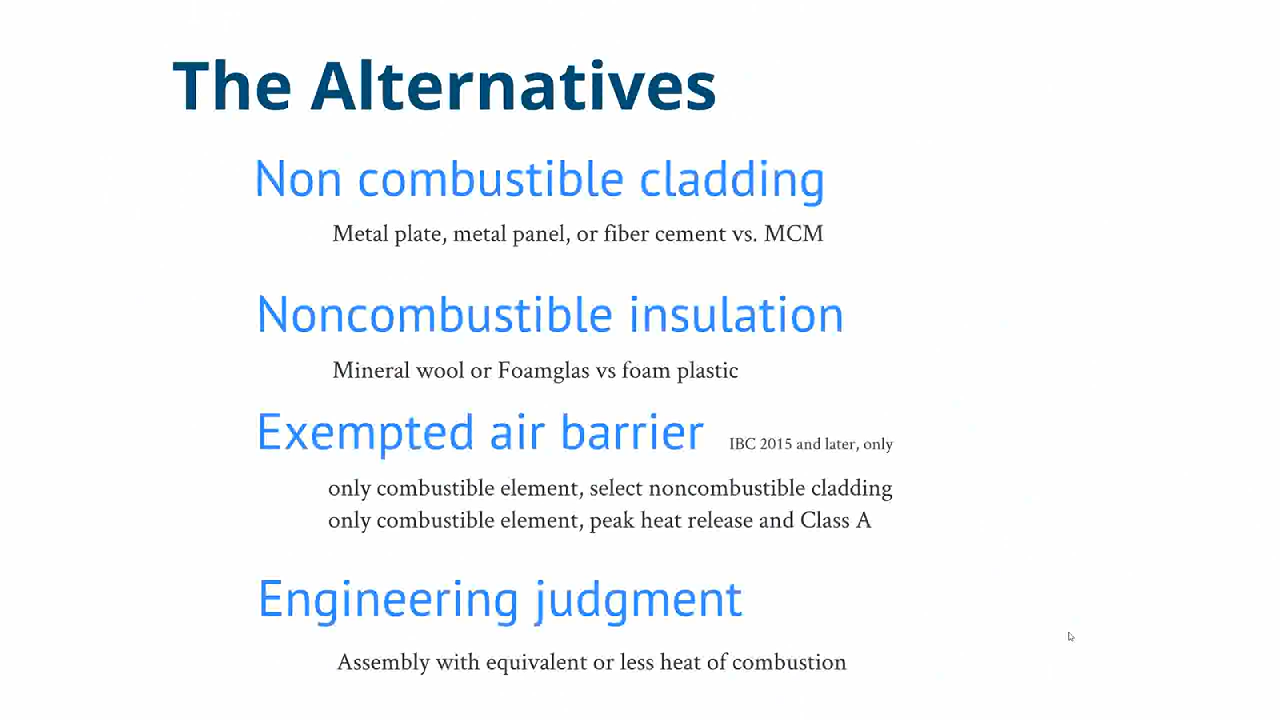 The Alternatives
Non combustible cladding
Metal plate, metal panel, or fiber cement vs. MCM
Noncombustible insulation
Mineral wool or Foamglas vs foam plastic
Exempted air barrier IBC 2015 and later, only
only combustible element, select noncombustible cladding
only combustible element, peak heat release and Class A
Engineering judgment
Assembly with equivalent or less heat of combustion